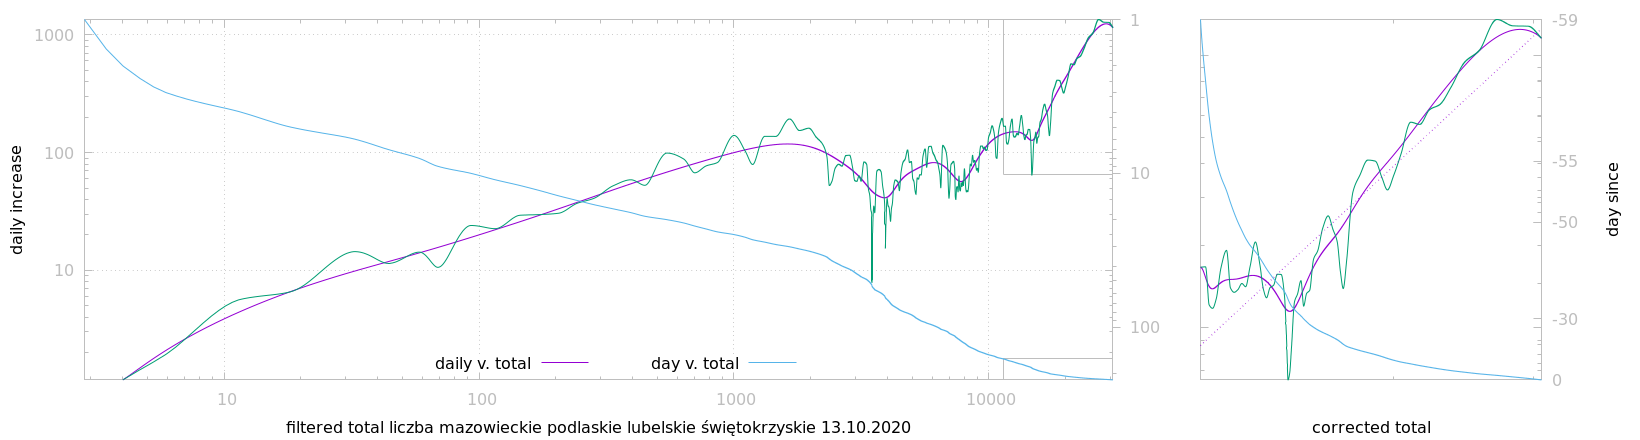 daily increase
1000
100
10
1
10
100
daily v. total
day v. total
10
100
1000
10000
filtered total liczba mazowieckie podlaskie lubelskie świętokrzyskie 13.10.2020
-59
-55
-50
-30
0
day since
corrected total